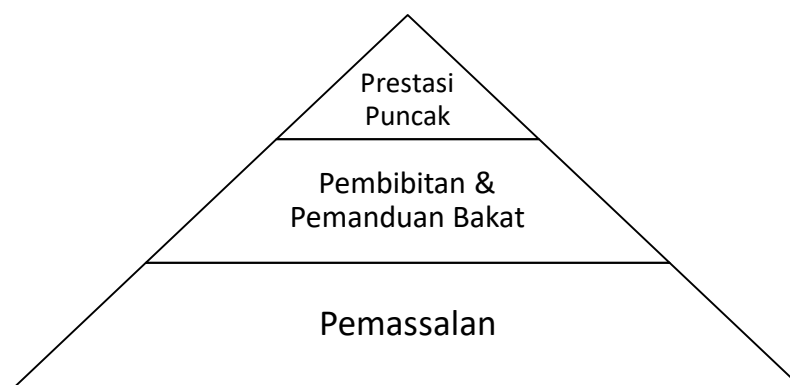 Prestasi
Puncak
Pembibitan &
Pemanduan Bakat
Pemassalan